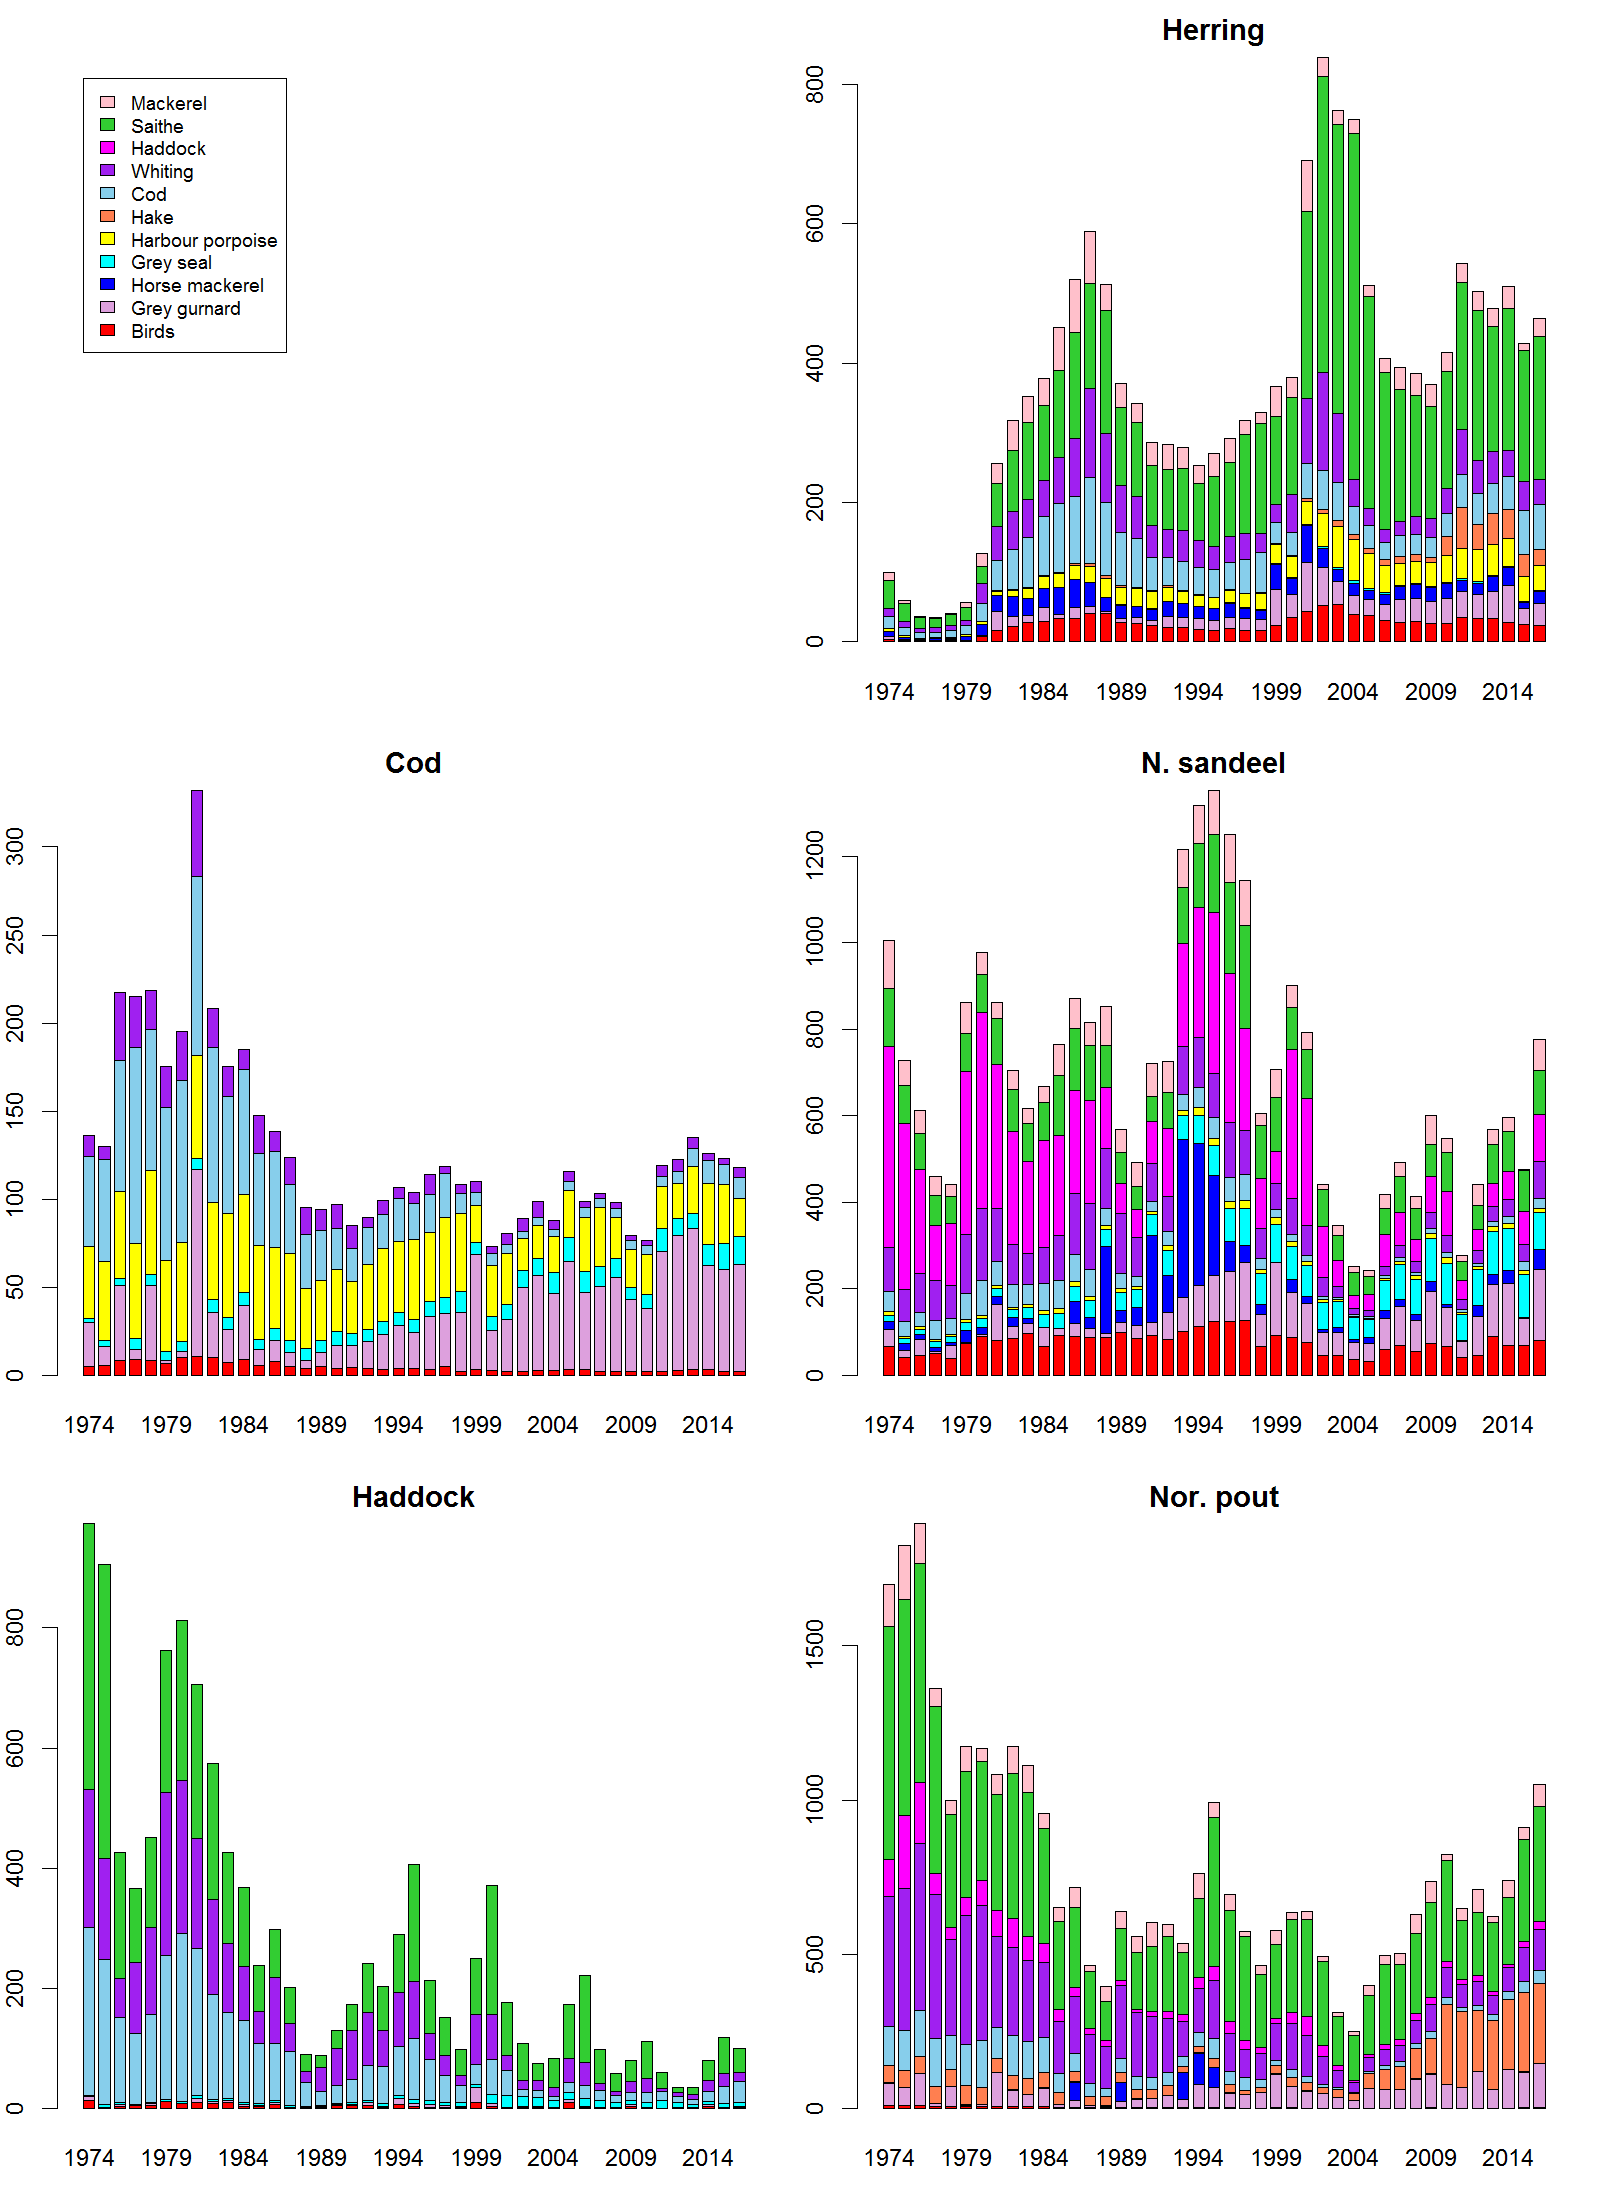 Mackerel
Saithe
Haddock
Whiting
Cod
Hake
Harbour porpoise
Grey seal
Horse mackerel
Grey gurnard
Birds
Herring
800
600
400
200
0
1974 1979 1984 1989 1994 1999 2004 2009 2014
Cod
300
250
200
150
100
50
0
1974 1979 1984 1989 1994 1999 2004 2009 2014
N. sandeel
1200
1000
800
600
400
200
0
1974 1979 1984 1989 1994 1999 2004 2009 2014
Haddock
800
600
400
200
0
1974 1979 1984 1989 1994 1999 2004 2009 2014
Nor. pout
1500
1000
500
0
1974 1979 1984 1989 1994 1999 2004 2009 2014